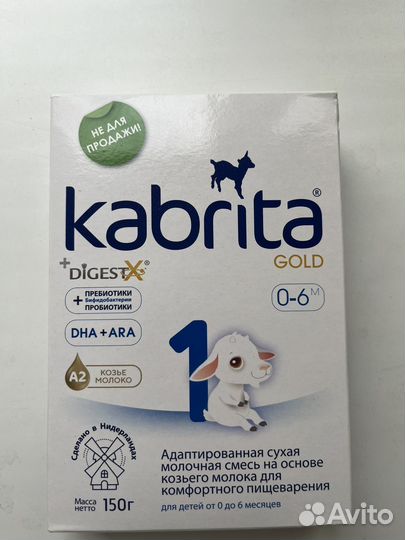 НЕ ДЛЯ
ПРОДАЖИ!
kabrita®
GOLD
+DIGESTX®
0-6М
+ ПРЕБИОТИКИ
Бифидобактерии
ПРОБИОТИКИ
DHA + ARA
1
A2 КОЗЬЕ
МОЛОКО
Сделано в Нидерландах
Адаптированная сухая
молочная смесь на основе
козьего молока для
комфортного пищеварения
Масса
нетто 150г
для детей от 0 до 6 месяцев
Avito